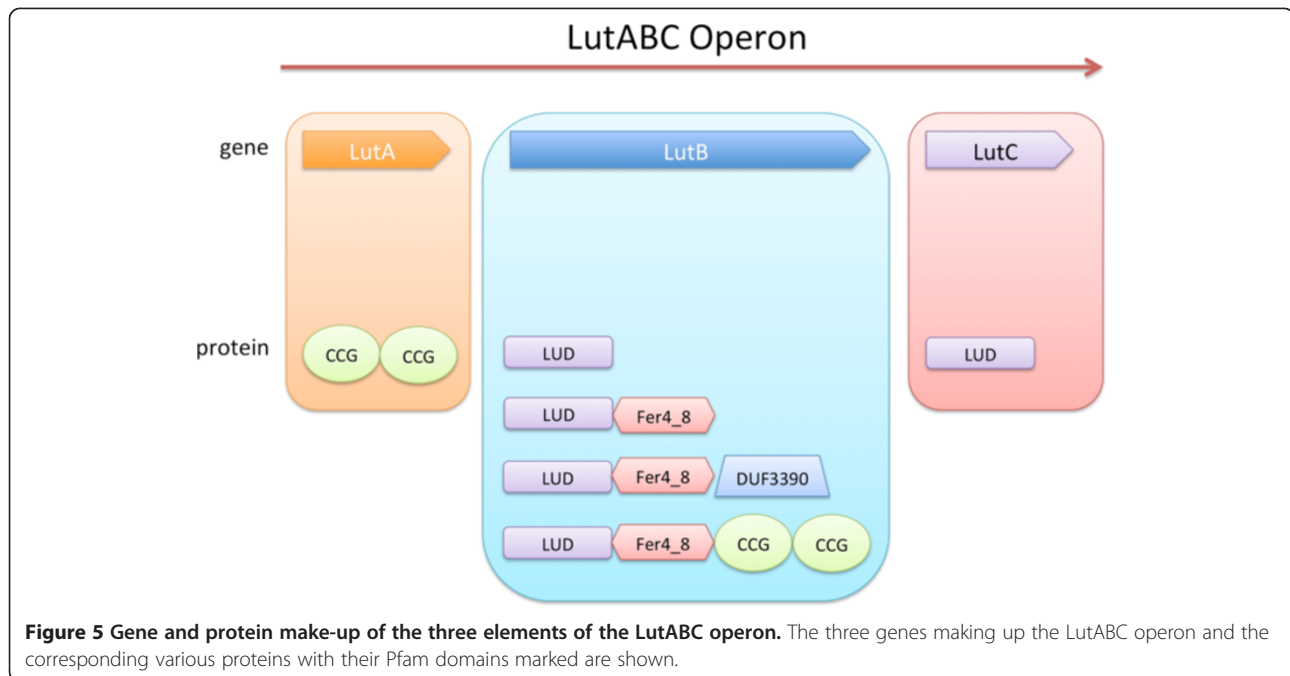 LutABC Operon
gene
LutA
LutB
LutC
protein
CCG CCG
LUD
LUD
LUD Fer4_8
LUD Fer4_8 DUF3390
LUD Fer4_8 CCG CCG
Figure 5 Gene and protein make-up of the three elements of the LutABC operon. The three genes making up the LutABC operon and the
corresponding various proteins with their Pfam domains marked are shown.